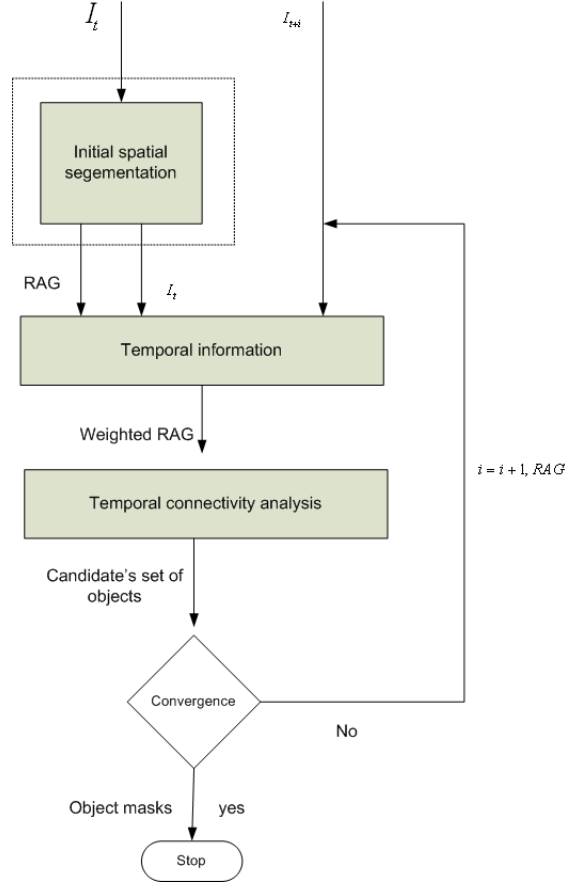 I_t
I_{t+i}
Initial spatial
segementation
RAG
I_t
Temporal information
Weighted RAG
i = i + 1, RAG
Temporal connectivity analysis
Candidate's set of
objects
Convergence
No
Object masks
yes
Stop